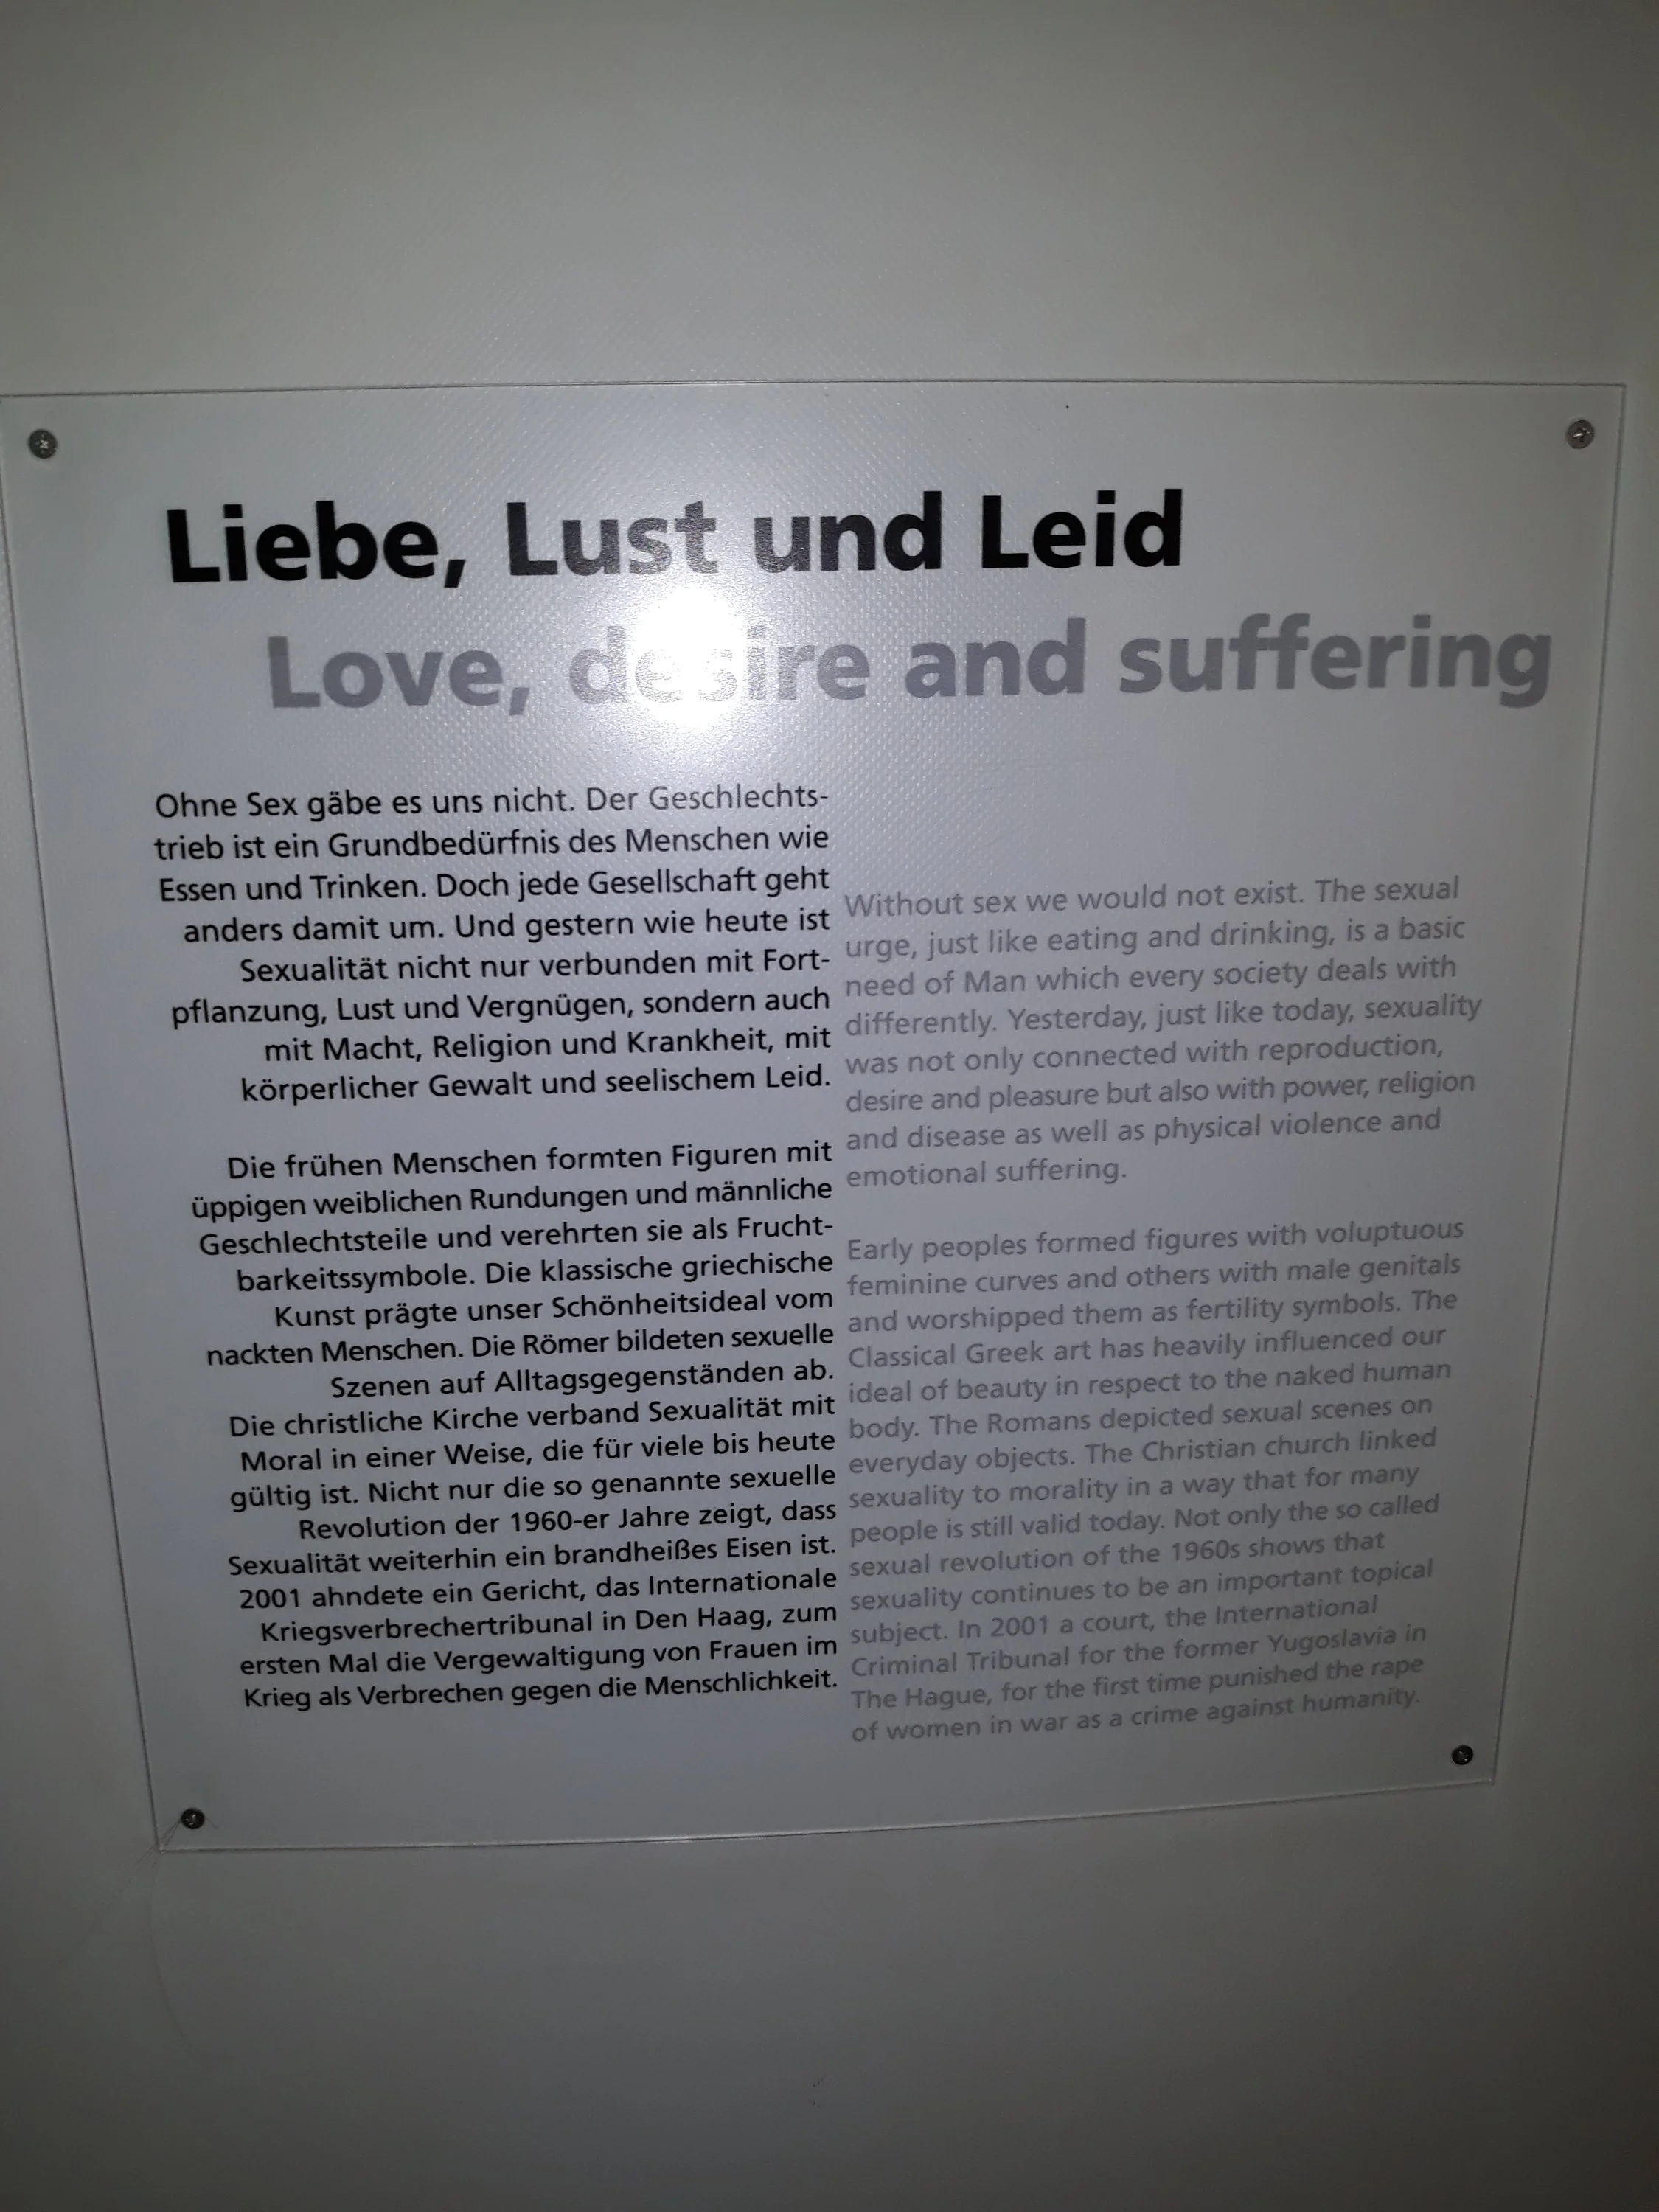 Liebe, Lust und Leid
Love, desire and suffering
Ohne Sex gäbe es uns nicht. Der Geschlechts-
trieb ist ein Grundbedürfnis des Menschen wie
Essen und Trinken. Doch jede Gesellschaft geht
anders damit um. Und gestern wie heute ist
Sexualität nicht nur verbunden mit Fort-
pflanzung, Lust und Vergnügen, sondern auch
mit Macht, Religion und Krankheit, mit
körperlicher Gewalt und seelischem Leid.
Die frühen Menschen formten Figuren mit
üppigen weiblichen Rundungen und männliche
Geschlechtsteile und verehrten sie als Frucht-
barkeitssymbole. Die klassische griechische
Kunst prägte unser Schönheitsideal vom
nackten Menschen. Die Römer bildeten sexuelle
Szenen auf Alltagsgegenständen ab.
Die christliche Kirche verband Sexualität mit
Moral in einer Weise, die für viele bis heute
gültig ist. Nicht nur die so genannte sexuelle
Revolution der 1960-er Jahre zeigt, dass
Sexualität weiterhin ein brandheißes Eisen ist.
2001 ahndete ein Gericht, das Internationale
Kriegsverbrechertribunal in Den Haag, zum
ersten Mal die Vergewaltigung von Frauen im
Krieg als Verbrechen gegen die Menschlichkeit.
Without sex we would not exist. The sexual
urge, just like eating and drinking, is a basic
need of Man which every society deals with
differently. Yesterday, just like today, sexuality
was not only connected with reproduction,
desire and pleasure but also with power, religion
and disease as well as physical violence and
emotional suffering.
Early peoples formed figures with voluptuous
feminine curves and others with male genitals
and worshipped them as fertility symbols. The
Classical Greek art has heavily influenced our
ideal of beauty in respect to the naked human
body. The Romans depicted sexual scenes on
everyday objects. The Christian church linked
sexuality to morality in a way that for many
people is still valid today. Not only the so called
sexual revolution of the 1960s shows that
sexuality continues to be an important topical
subject. In 2001 a court, the International
Criminal Tribunal for the former Yugoslavia in
The Hague, for the first time punished the rape
of women in war as a crime against humanity.